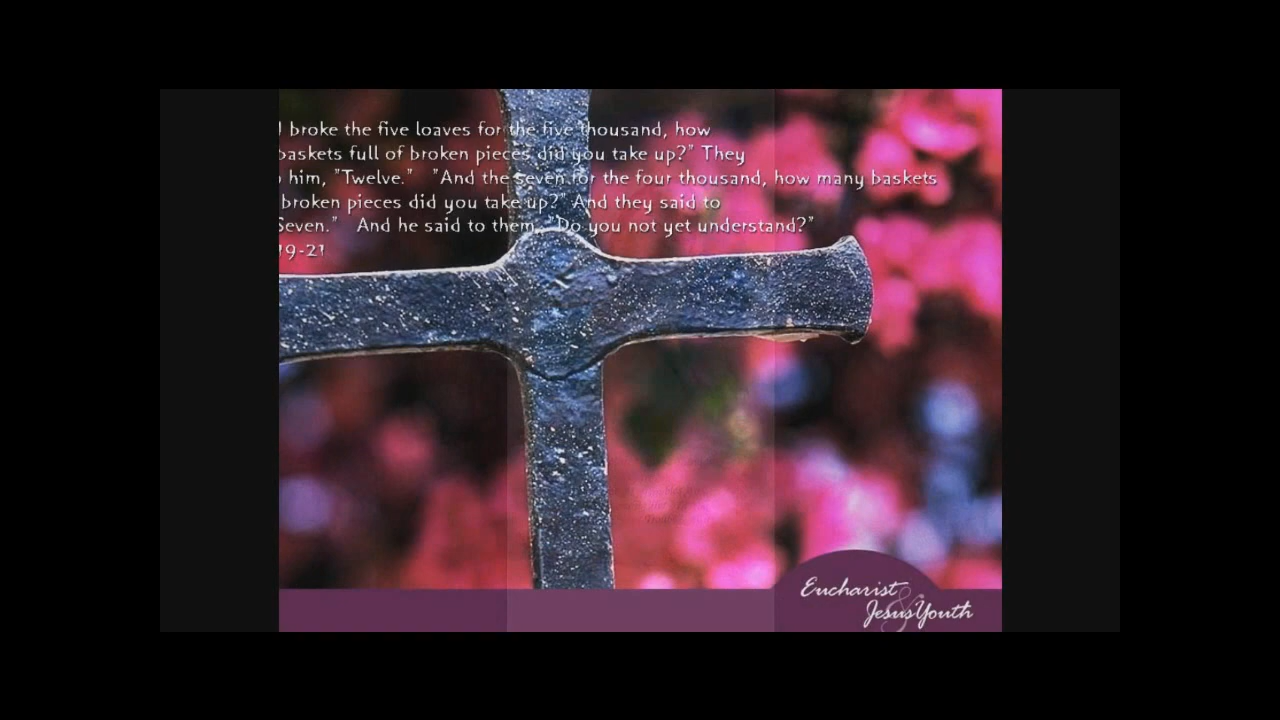 broke the five loaves for the five thousand, how
baskets full of broken pieces did you take up?" They
him, "Twelve." "And the seven for the four thousand, how many baskets
broken pieces did you take up?" And they said to
Seven." And he said to them, "Do you not yet understand?"
19-21
Eucharist
& Jesus Youth